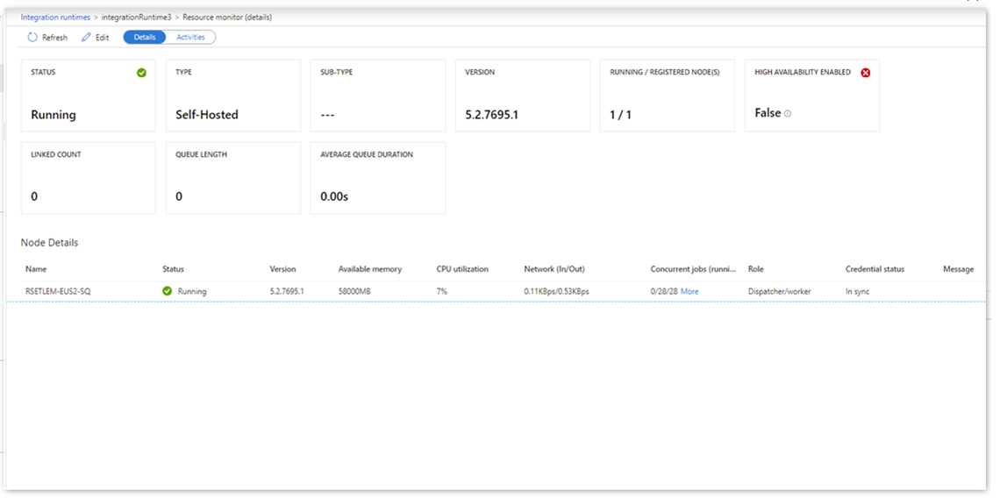 Integration runtimes > integrationRuntime3 > Resource monitor (details)
Refresh Edit Details Activities
STATUS TYPE SUB-TYPE VERSION RUNNING / REGISTERED NODE(S) HIGH AVAILABILITY ENABLED
Running Self-Hosted --- 5.2.7695.1 1 / 1 False
LINKED COUNT QUEUE LENGTH AVERAGE QUEUE DURATION
0 0 0.00s
Node Details
Name Status Version Available memory CPU utilization Network (In/Out) Concurrent jobs (runni... Role Credential status Message
RSETLEM-EUS2-SQ Running 5.2.7695.1 58000MB 7% 0.11KBps/0.53KBps 0/28/28 More Dispatcher/worker In sync